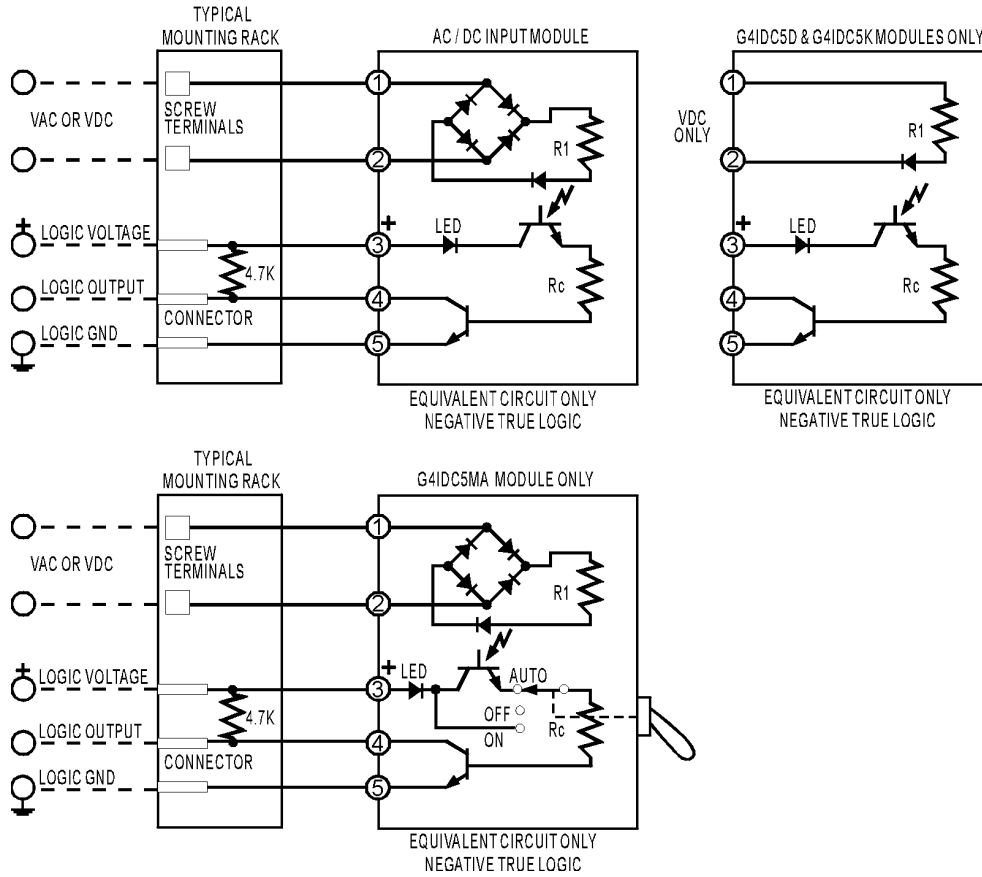 TYPICAL
MOUNTING RACK
AC / DC INPUT MODULE
G4IDC5D & G4IDC5K MODULES ONLY
VAC OR VDC
SCREW
TERMINALS
1
2
R1
+
LOGIC VOLTAGE
4.7K
LOGIC OUTPUT
CONNECTOR
LOGIC GND
+
3
LED
4
Rc
5
EQUIVALENT CIRCUIT ONLY
NEGATIVE TRUE LOGIC
1
VDC
ONLY
2
R1
+
3
LED
4
Rc
5
EQUIVALENT CIRCUIT ONLY
NEGATIVE TRUE LOGIC
TYPICAL
MOUNTING RACK
G4IDC5MA MODULE ONLY
VAC OR VDC
SCREW
TERMINALS
1
2
R1
+
LOGIC VOLTAGE
4.7K
LOGIC OUTPUT
CONNECTOR
LOGIC GND
+
3
LED
AUTO
OFF
ON
Rc
4
5
EQUIVALENT CIRCUIT ONLY
NEGATIVE TRUE LOGIC